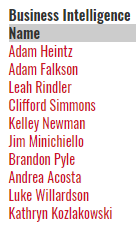 Business Intelligence
Name
Adam Heintz
Adam Falkson
Leah Rindler
Clifford Simmons
Kelley Newman
Jim Minichiello
Brandon Pyle
Andrea Acosta
Luke Willardson
Kathryn Kozlakowski